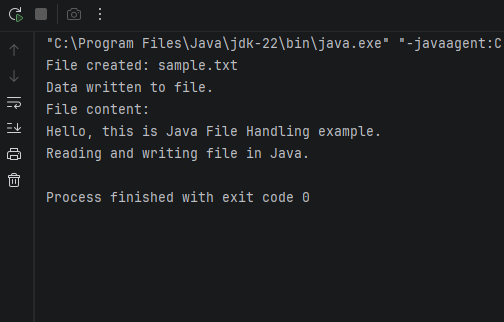 "C:\Program Files\Java\jdk-22\bin\java.exe" "-javaagent:C
File created: sample.txt
Data written to file.
File content:
Hello, this is Java File Handling example.
Reading and writing file in Java.
Process finished with exit code 0